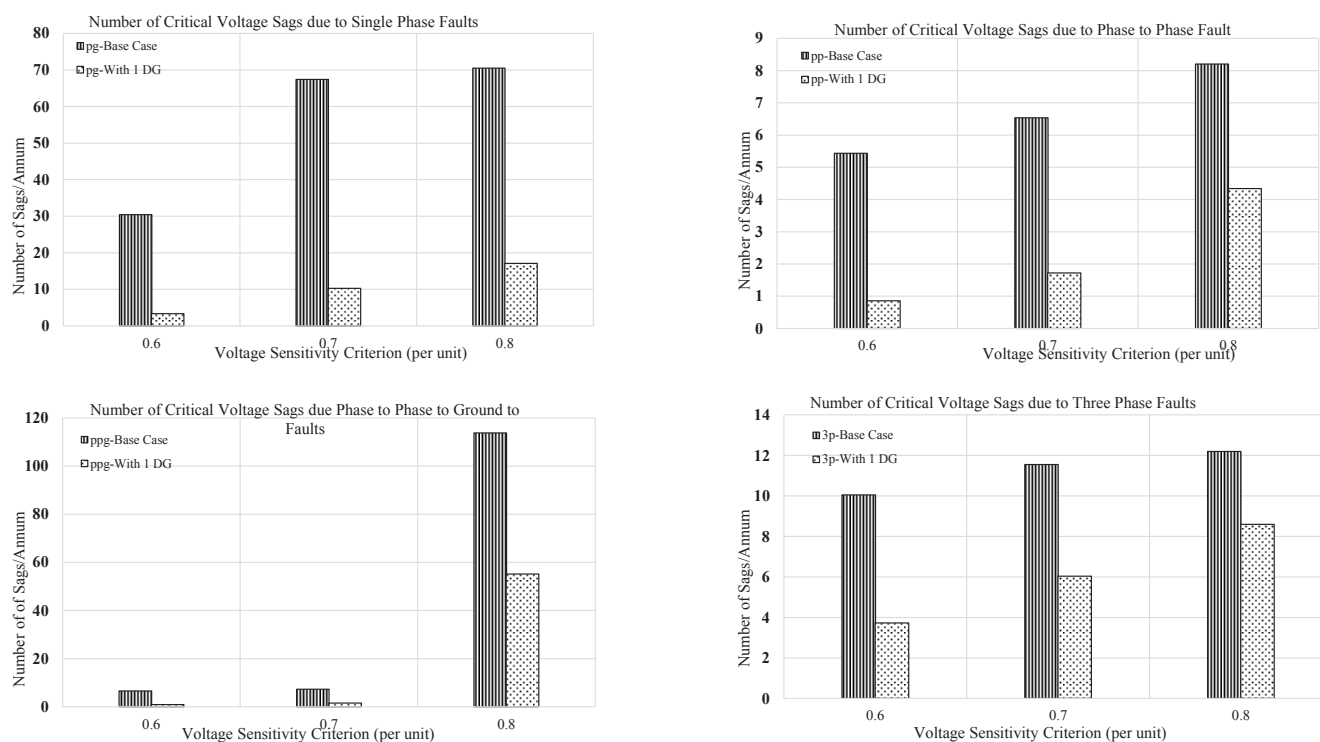 Number of Critical Voltage Sags due to Single Phase Faults
pg-Base Case
pg-With 1 DG
Number of Sags/Annum
80
70
60
50
40
30
20
10
0
0.6
0.7
0.8
Voltage Sensitivity Criterion (per unit)
Number of Critical Voltage Sags due to Phase to Phase Fault
pp-Base Case
pp-With 1 DG
Number of Sags/Annum
9
8
7
6
5
4
3
2
1
0
0.6
0.7
0.8
Voltage Sensitivity Criterion (per unit)
Number of Critical Voltage Sags due Phase to Phase to Ground to
Faults
ppg-Base Case
ppg-With 1 DG
Number of of Sags/Annum
120
100
80
60
40
20
0
0.6
0.7
0.8
Voltage Sensitivity Criterion (per unit)
Number of Critical Voltage Sags due to Three Phase Faults
3p-Base Case
3p-With 1 DG
Number of Sags/Annum
14
12
10
8
6
4
2
0
0.6
0.7
0.8
Voltage Sensitivity Criterion (per unit)